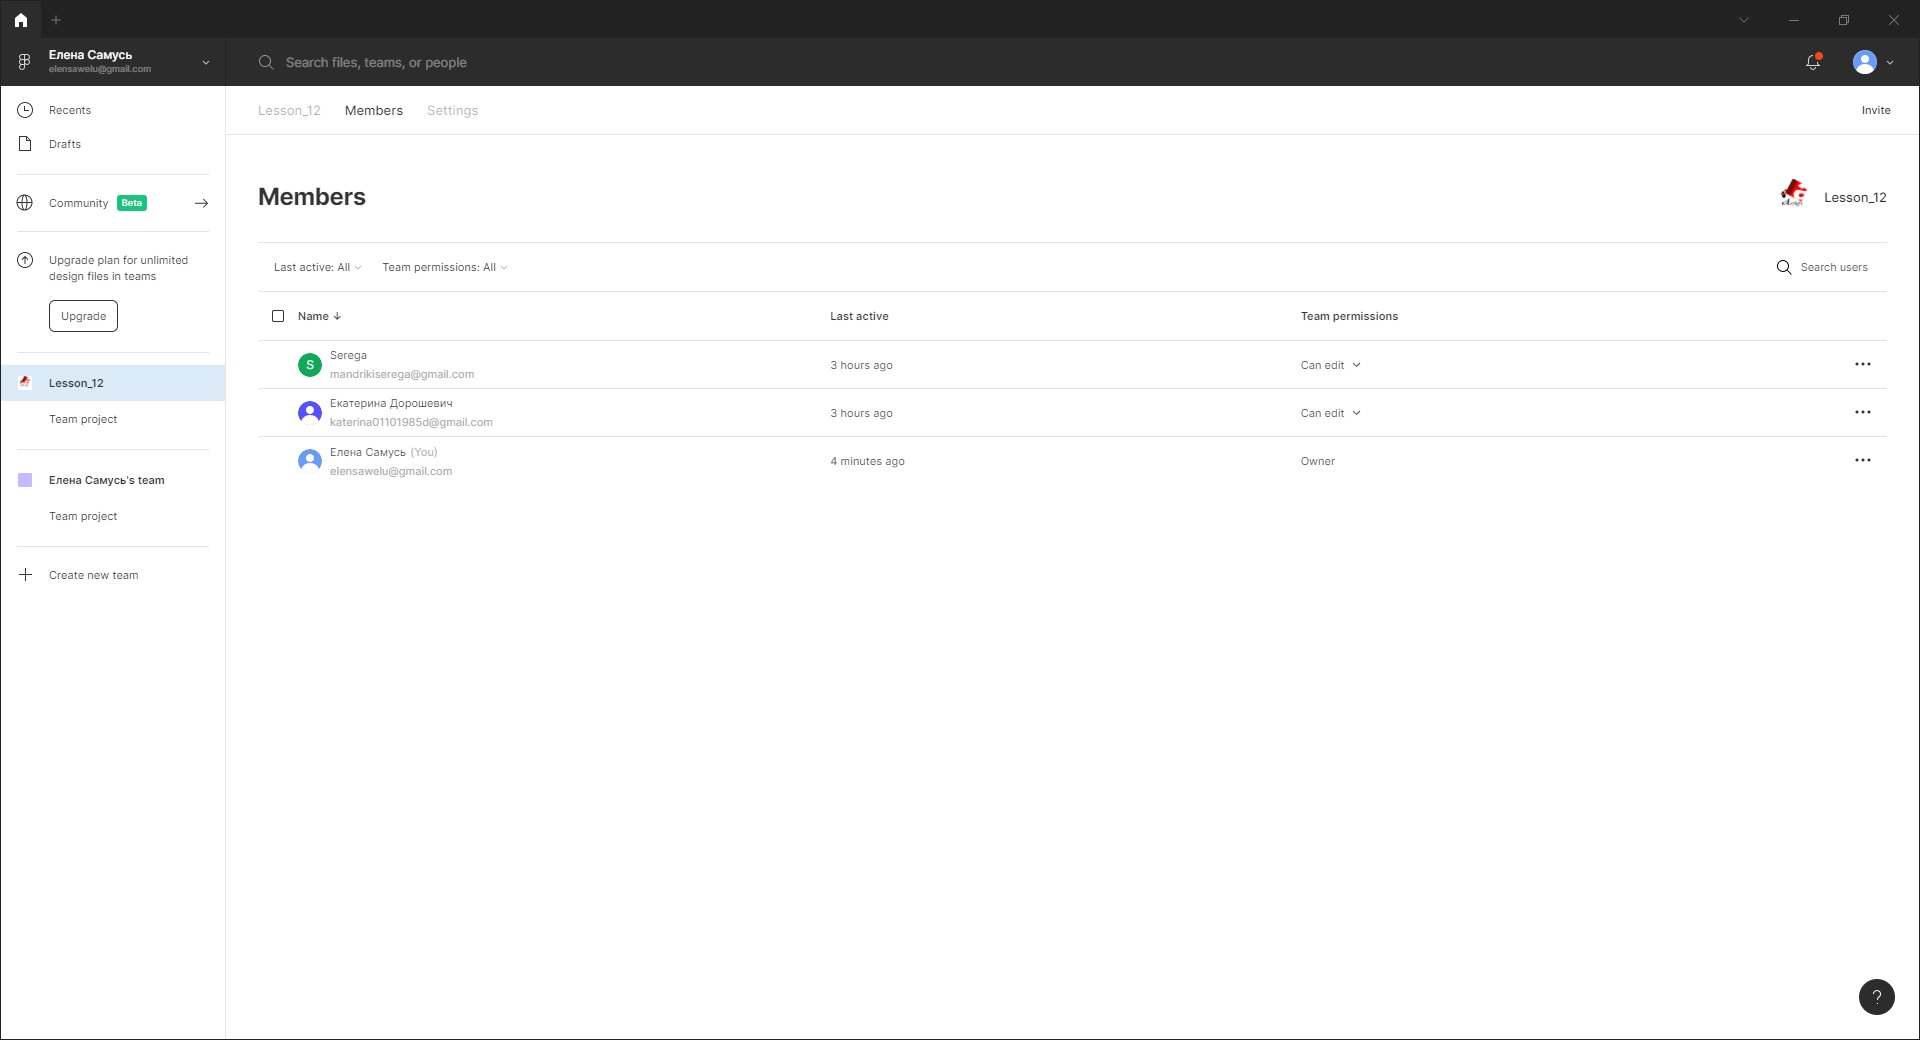 Елена Самусь
elensawelu@gmail.com
Search files, teams, or people
Recents
Drafts
Community Beta
Upgrade plan for unlimited
design files in teams
Upgrade
Lesson_12
Team project
Елена Самусь's team
Team project
Create new team
Lesson_12 Members Settings Invite
Members Lesson_12
Last active: All Team permissions: All Search users
Name Last active Team permissions
S Serega
mandrikiserega@gmail.com
3 hours ago Can edit
Екатерина Дорошевич
katerina01101985d@gmail.com
3 hours ago Can edit
Елена Самусь (You)
elensawelu@gmail.com
4 minutes ago Owner
?